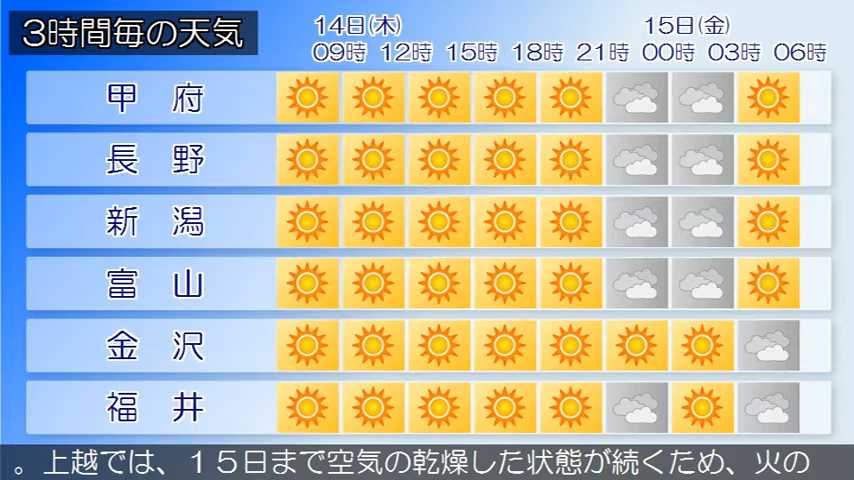 3時間毎の天気
14日(木) 15日(金)
09時 12時 15時 18時 21時 00時 03時 06時
甲 府
長 野
新 潟
富 山
金 沢
福 井
。上越では、１５日まで空気の乾燥した状態が続くため、火の